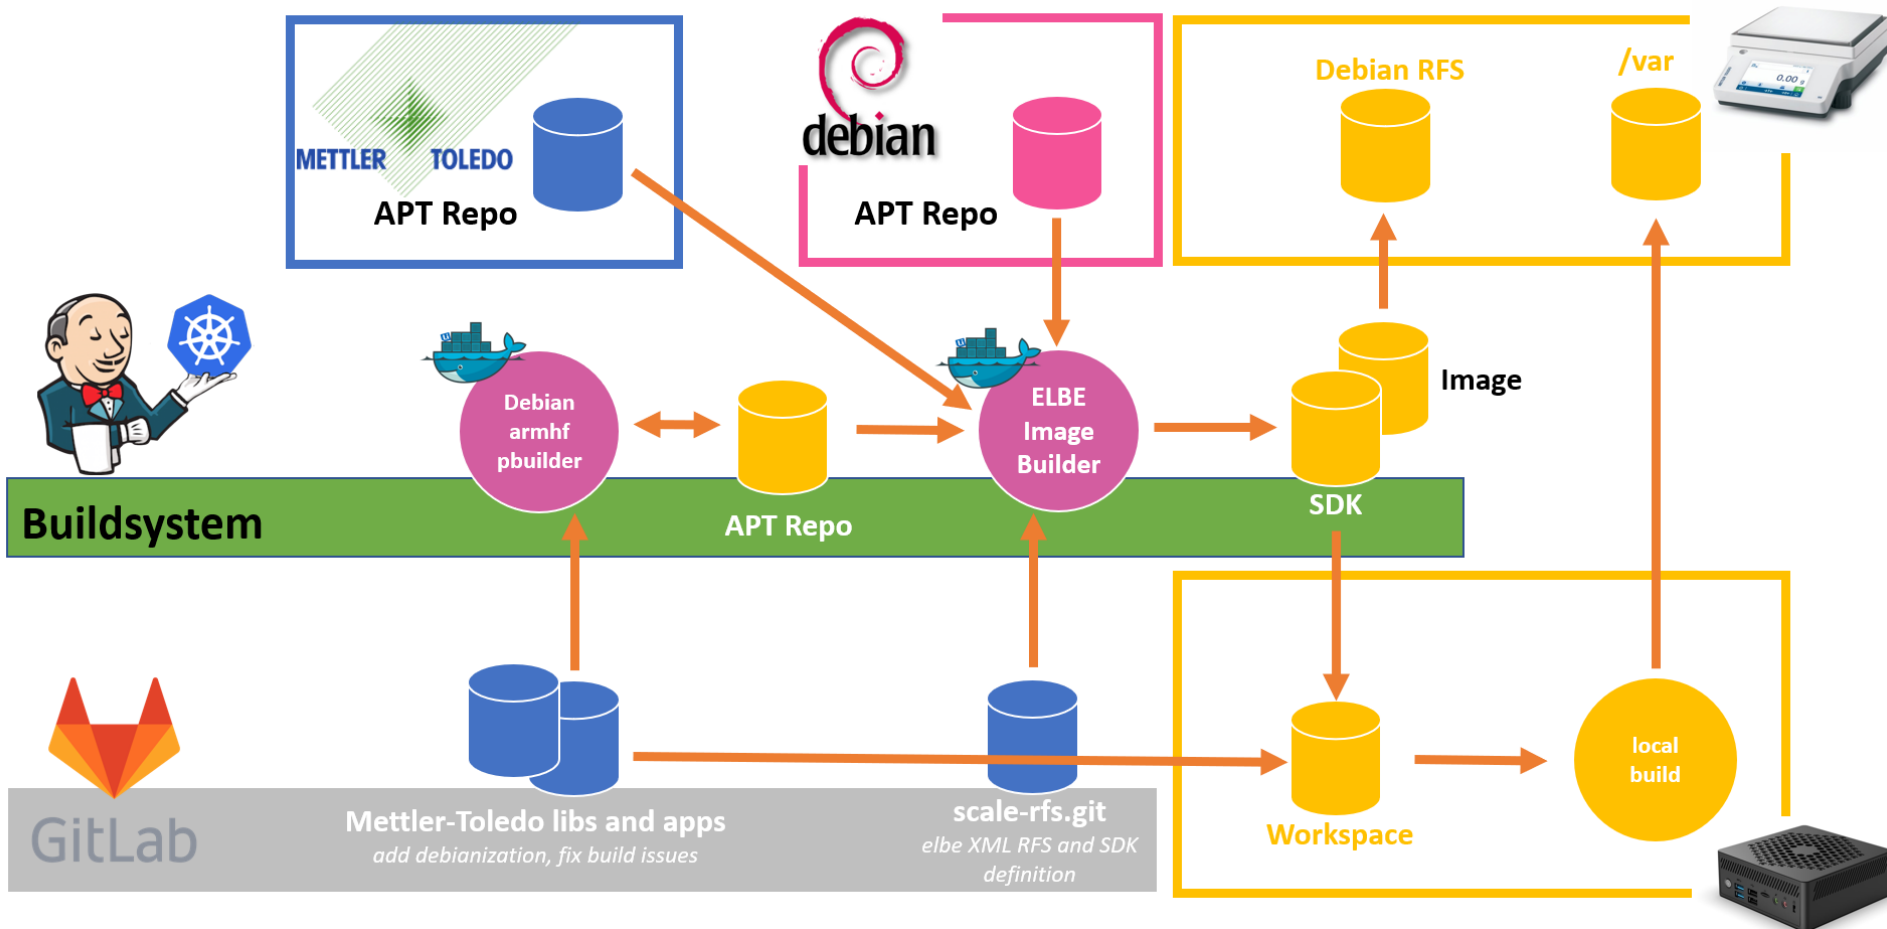 METTLER TOLEDO
APT Repo
debian
APT Repo
Debian RFS
/var
0.00 g
Debian
armhf
pbuilder
ELBE
Image
Builder
Image
Buildsystem
APT Repo
SDK
GitLab
Mettler-Toledo libs and apps
add debianization, fix build issues
scale-rfs.git
elbe XML RFS and SDK
definition
Workspace
local
build